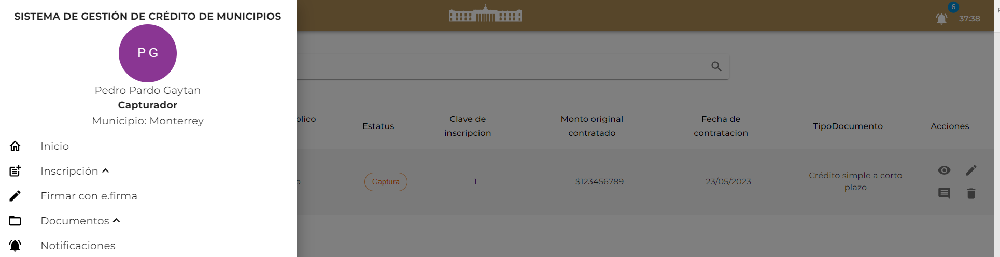 SISTEMA DE GESTIÓN DE CRÉDITO DE MUNICIPIOS
P G
Pedro Pardo Gaytan
Capturador
Municipio: Monterrey
Inicio
Inscripción
Firmar con e.firma
Documentos
Notificaciones
6
37:38
Estatus
Clave de
inscripcion
Monto original
contratado
Fecha de
contratacion
TipoDocumento
Acciones
Captura
1
$123456789
23/05/2023
Crédito simple a corto
plazo